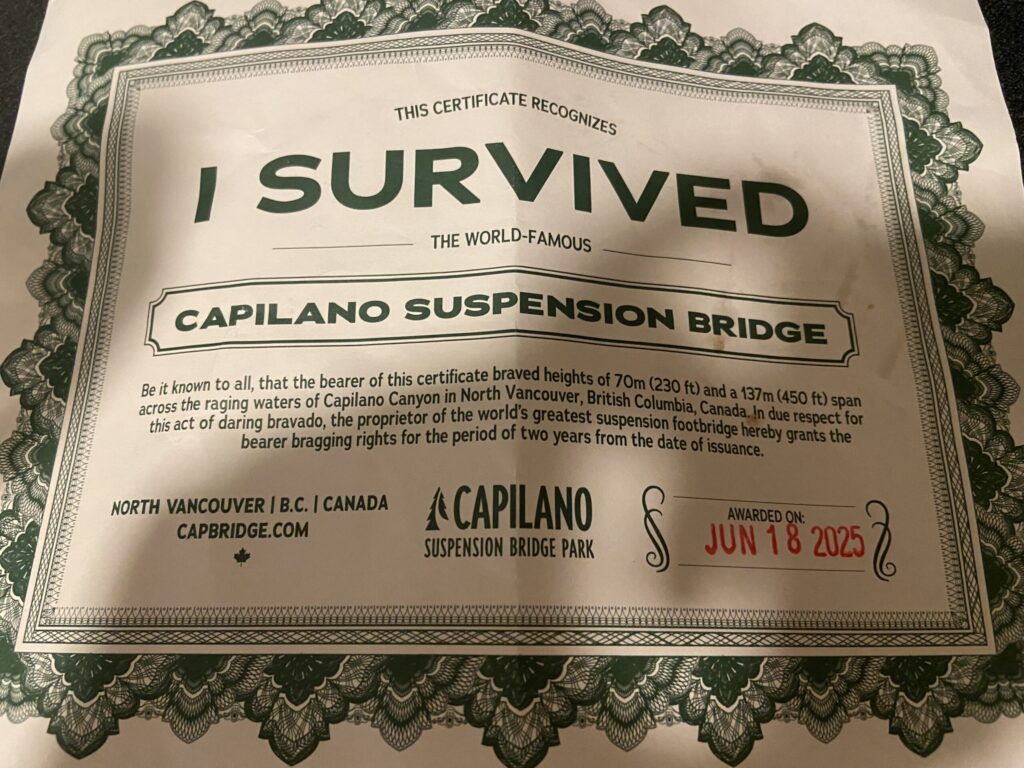 THIS CERTIFICATE RECOGNIZES
I SURVIVED
THE WORLD-FAMOUS
CAPILANO SUSPENSION BRIDGE
Be it known to all, that the bearer of this certificate braved heights of 70m (230 ft) and a 137m (450 ft) span
across the raging waters of Capilano Canyon in North Vancouver, British Columbia, Canada. In due respect for
this act of daring bravado, the proprietor of the world's greatest suspension footbridge hereby grants the
bearer bragging rights for the period of two years from the date of issuance.
NORTH VANCOUVER | B.C. | CANADA
CAPBRIDGE.COM
CAPILANO
SUSPENSION BRIDGE PARK
AWARDED ON:
JUN 18 2025